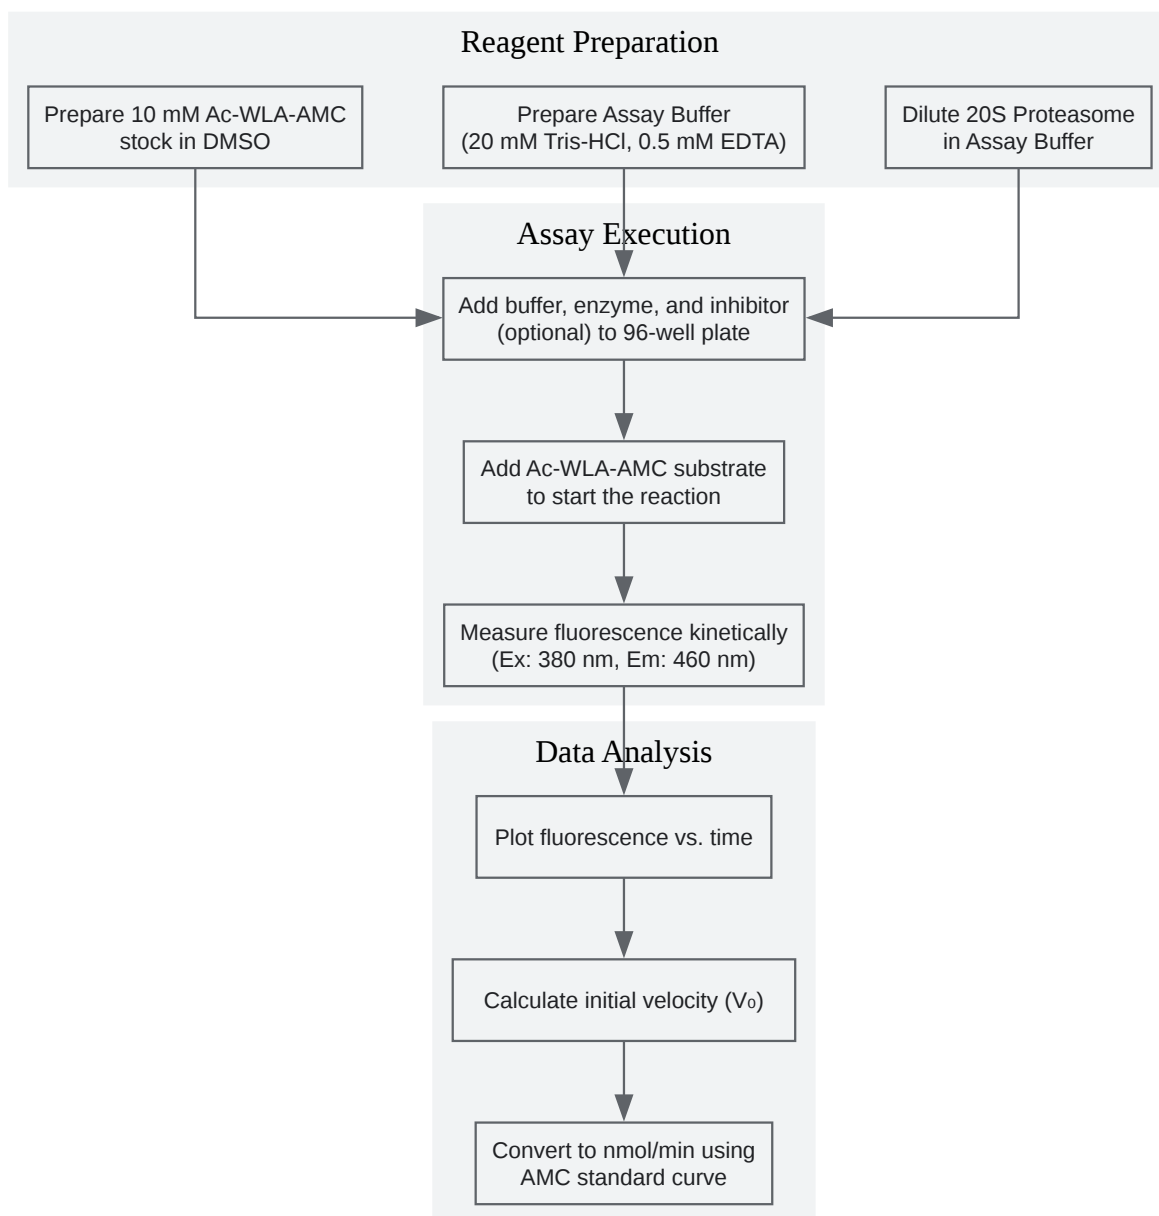 Reagent Preparation
Prepare 10 mM Ac-WLA-AMC
stock in DMSO
Prepare Assay Buffer
(20 mM Tris-HCl, 0.5 mM EDTA)
Dilute 20S Proteasome
in Assay Buffer
Assay Execution
Add buffer, enzyme, and inhibitor
(optional) to 96-well plate
Add Ac-WLA-AMC substrate
to start the reaction
Measure fluorescence kinetically
(Ex: 380 nm, Em: 460 nm)
Data Analysis
Plot fluorescence vs. time
Calculate initial velocity (V₀)
Convert to nmol/min using
AMC standard curve